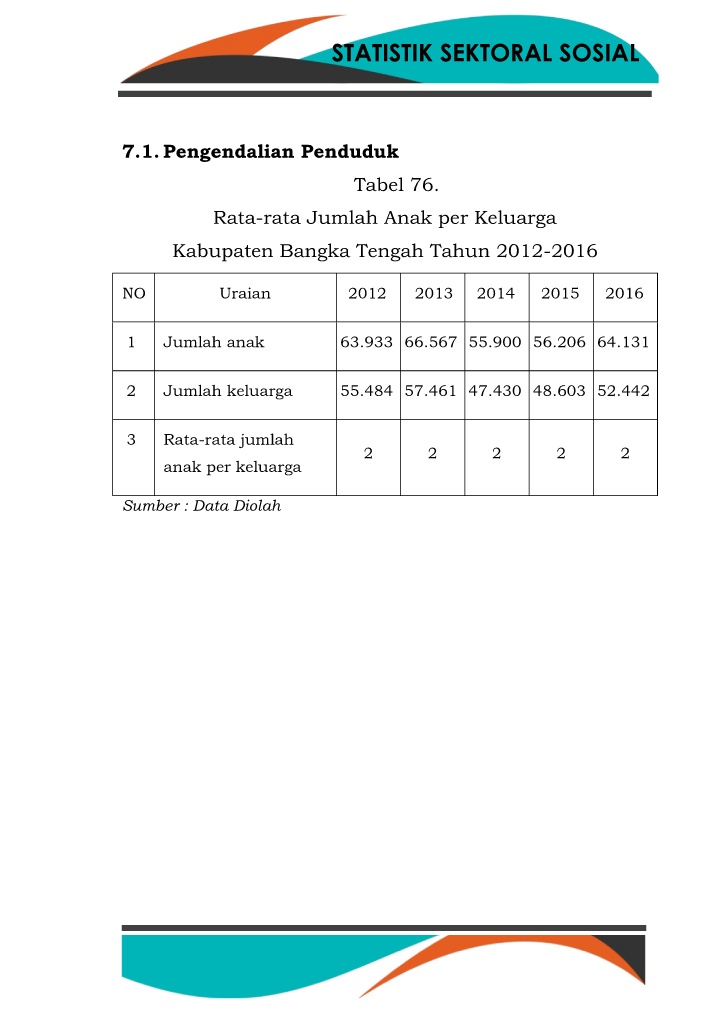 STATISTIK SEKTORAL SOSIAL
7.1. Pengendalian Penduduk
Tabel 76.
Rata-rata Jumlah Anak per Keluarga
Kabupaten Bangka Tengah Tahun 2012-2016
NO Uraian 2012 2013 2014 2015 2016
1 Jumlah anak 63.933 66.567 55.900 56.206 64.131
2 Jumlah keluarga 55.484 57.461 47.430 48.603 52.442
3 Rata-rata jumlah
anak per keluarga 2 2 2 2 2
Sumber : Data Diolah